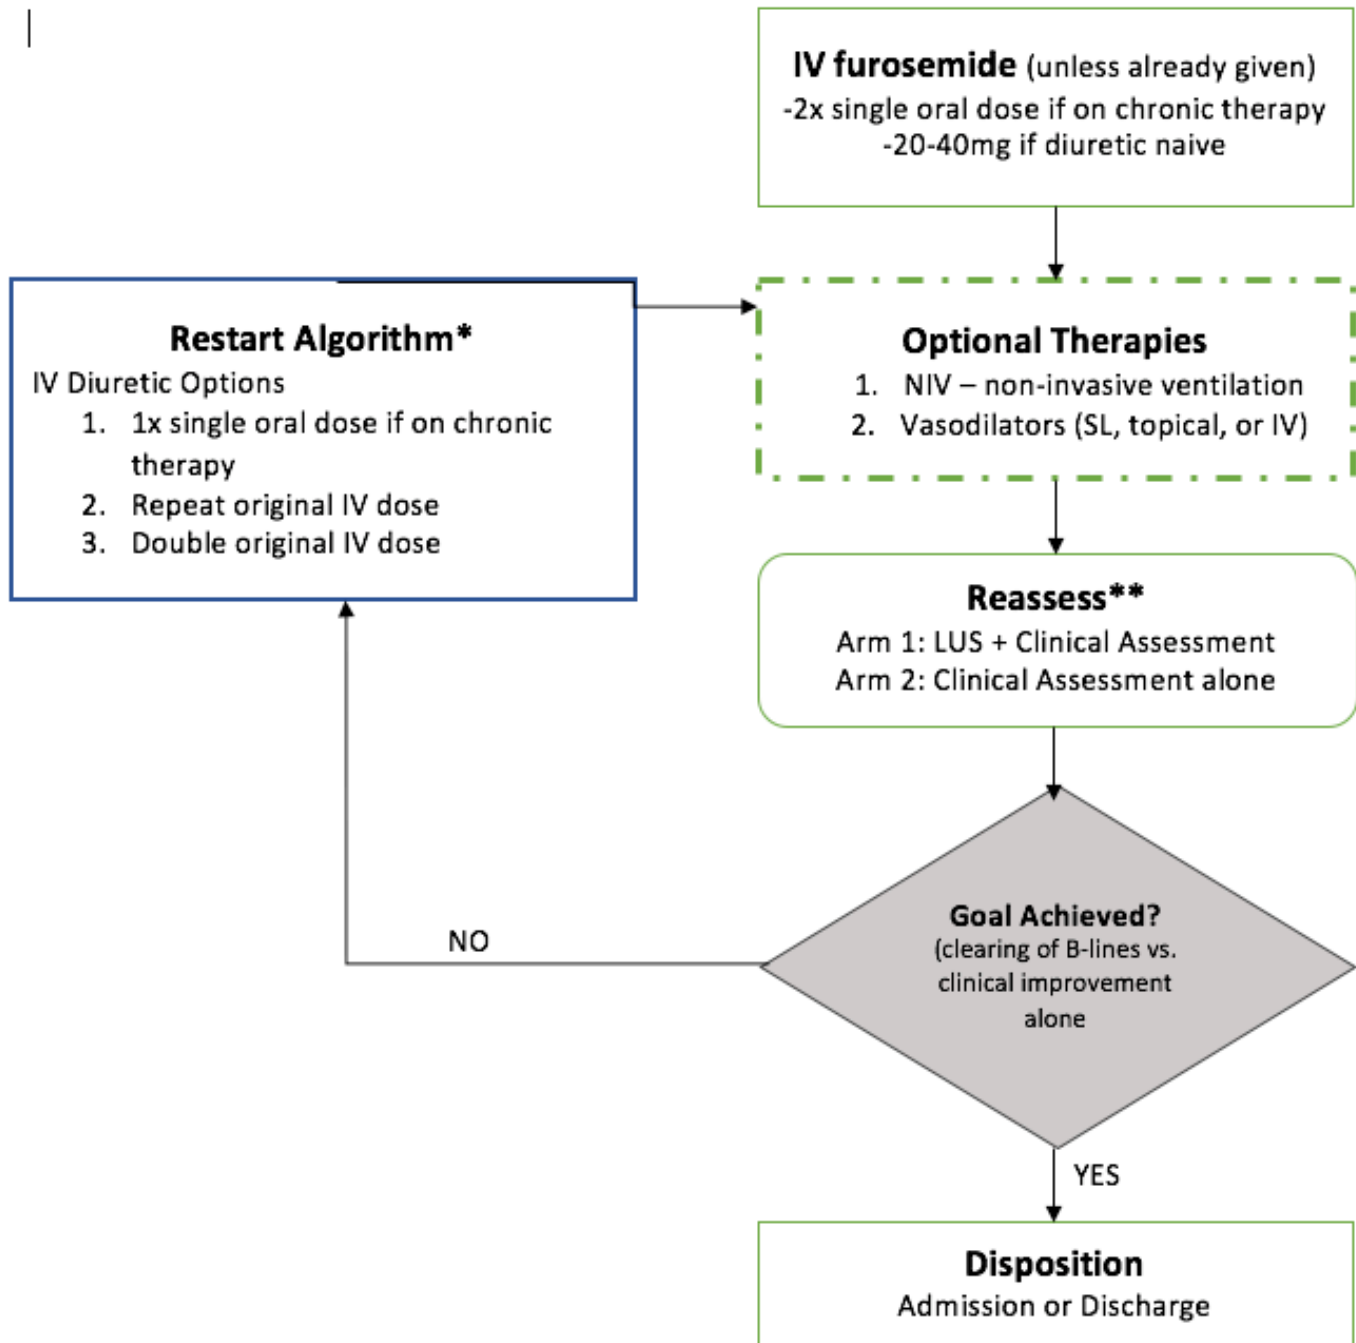 IV furosemide (unless already given)
-2x single oral dose if on chronic therapy
-20-40mg if diuretic naive
Restart Algorithm*
IV Diuretic Options
1. 1x single oral dose if on chronic
therapy
2. Repeat original IV dose
3. Double original IV dose
Optional Therapies
1. NIV – non-invasive ventilation
2. Vasodilators (SL, topical, or IV)
Reassess**
Arm 1: LUS + Clinical Assessment
Arm 2: Clinical Assessment alone
Goal Achieved?
(clearing of B-lines vs.
clinical improvement
alone
NO
YES
Disposition
Admission or Discharge